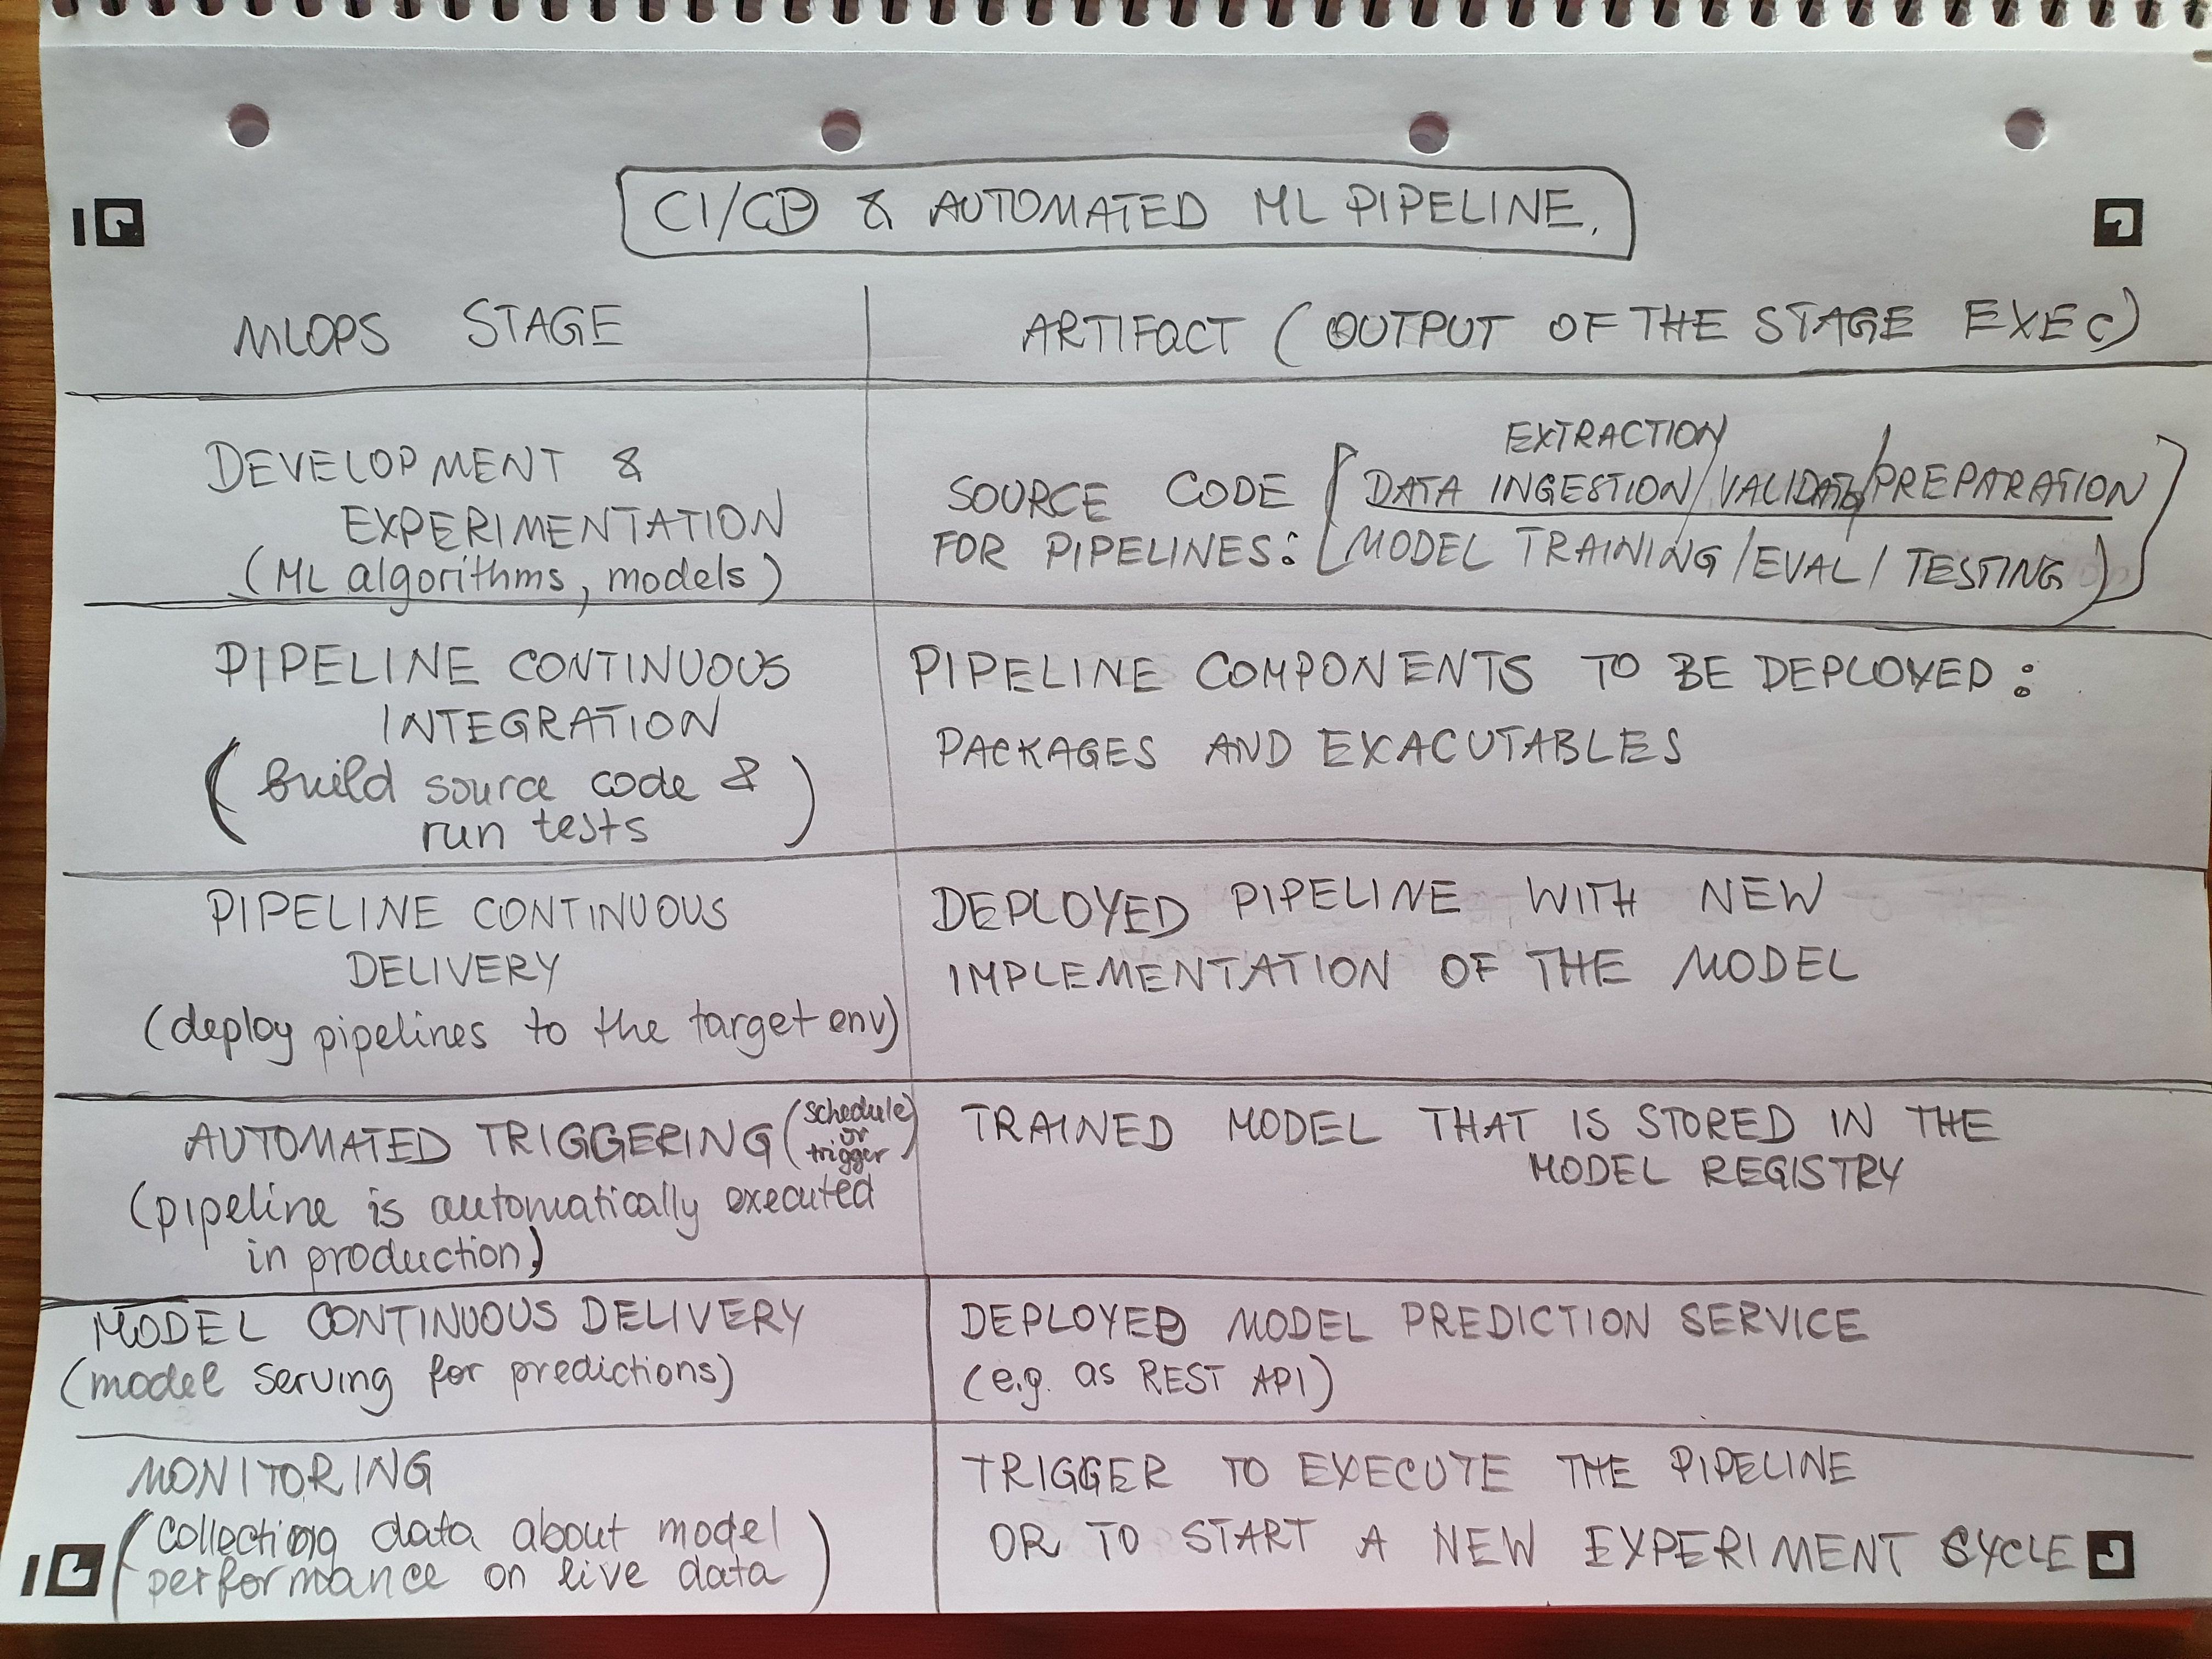 CI/CD & AUTOMATED ML PIPELINE.
MLOPS STAGE
ARTIFACT (OUTPUT OF THE STAGE EXEC)
DEVELOPMENT &
EXPERIMENTATION
(ML algorithms, models)
EXTRACTION
SOURCE CODE [DATA INGESTION/VALIDAT/PREPARATION
FOR PIPELINES: MODEL TRAINING/EVAL/TESTING]
PIPELINE CONTINUOUS
INTEGRATION
(build source code &
run tests)
PIPELINE COMPONENTS TO BE DEPLOYED:
PACKAGES AND EXACUTABLES
PIPELINE CONTINUOUS
DELIVERY
(deploy pipelines to the target env)
DEPLOYED PIPELINE WITH NEW
IMPLEMENTATION OF THE MODEL
AUTOMATED TRIGGERING (schedule
or
trigger)
(pipeline is automatically executed
in production)
TRAINED MODEL THAT IS STORED IN THE
MODEL REGISTRY
MODEL CONTINUOUS DELIVERY
(model serving for predictions)
DEPLOYED MODEL PREDICTION SERVICE
(e.g. as REST API)
MONITORING
(collecting data about model
performance on live data)
TRIGGER TO EXECUTE THE PIPELINE
OR TO START A NEW EXPERIMENT CYCLE